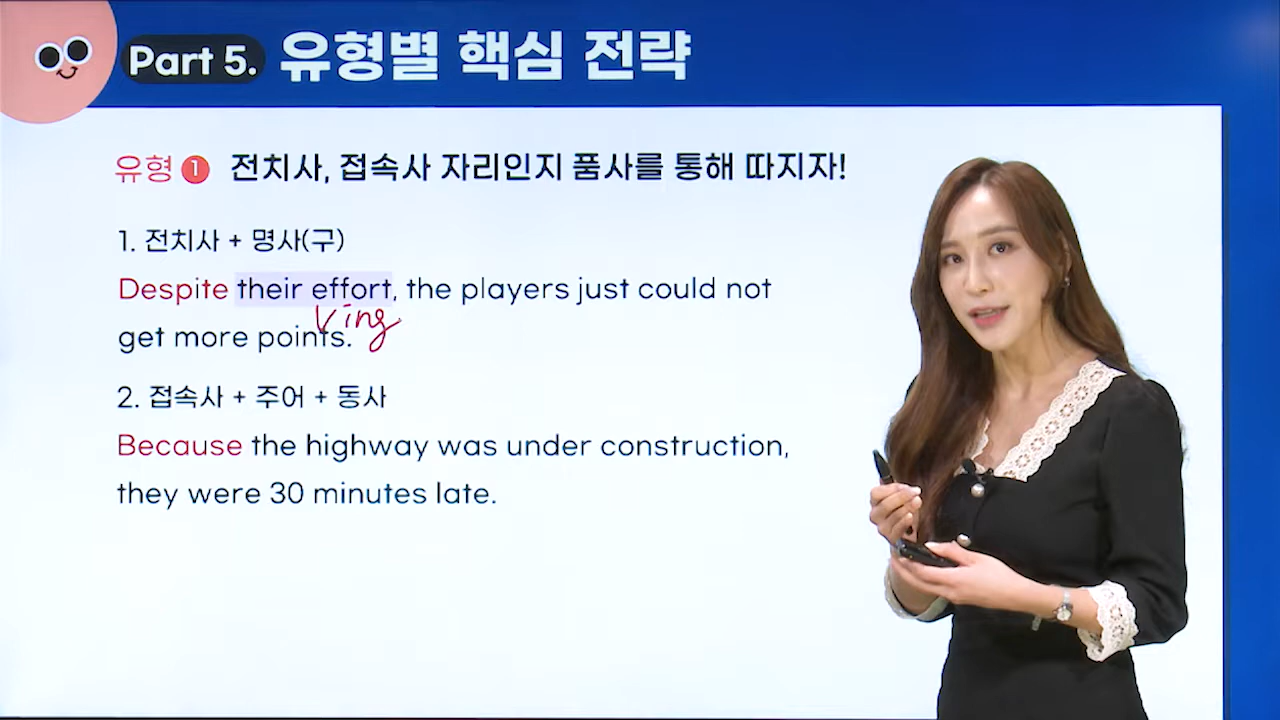 Part 5. 유형별 핵심 전략
유형 1 전치사, 접속사 자리인지 품사를 통해 따지자!
1. 전치사 + 명사(구)
Despite their effort, the players just could not
Ving
get more points.
2. 접속사 + 주어 + 동사
Because the highway was under construction,
they were 30 minutes late.